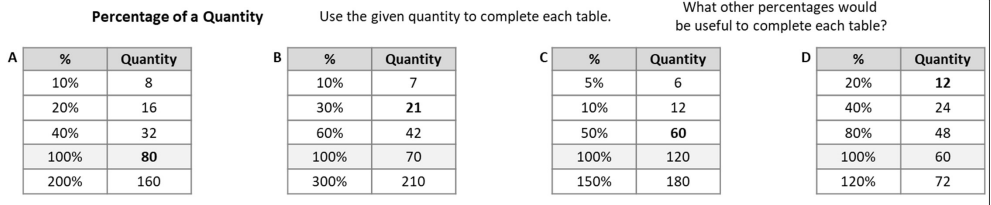 Percentage of a Quantity
Use the given quantity to complete each table.
What other percentages would
be useful to complete each table?
A
% Quantity
10% 8
20% 16
40% 32
100% 80
200% 160
B
% Quantity
10% 7
30% 21
60% 42
100% 70
300% 210
C
% Quantity
5% 6
10% 12
50% 60
100% 120
150% 180
D
% Quantity
20% 12
40% 24
80% 48
100% 60
120% 72